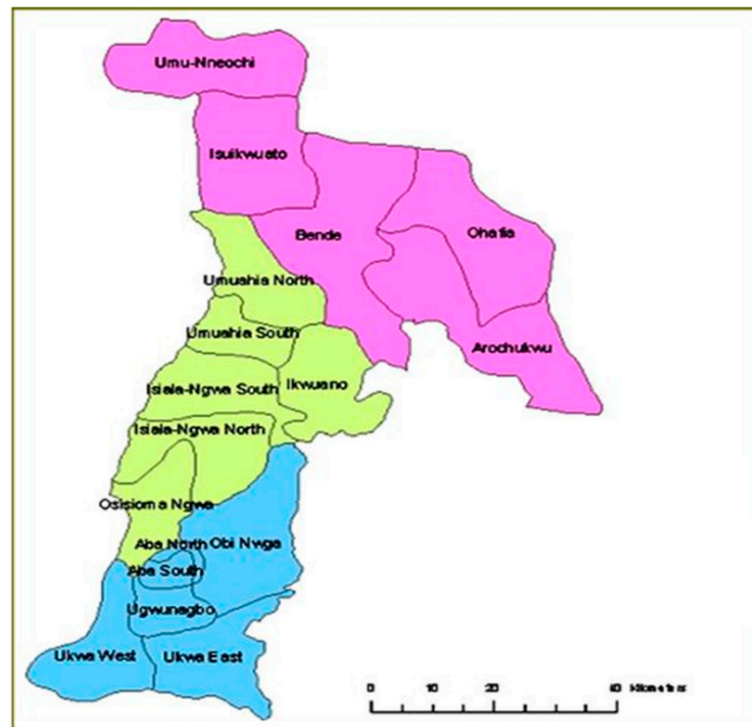 Umu-Nneochi
Isuikwuato
Bende
Ohafia
Umuahia North
Umuahia South
Arochukwu
Ikwuano
Isiala-Ngwa South
Isiala-Ngwa North
Osisioma Ngwa
Aba North
Obi Nwga
Aba South
Ugwunagbo
Ukwa West
Ukwa East
0 10 20 40
Kilometers